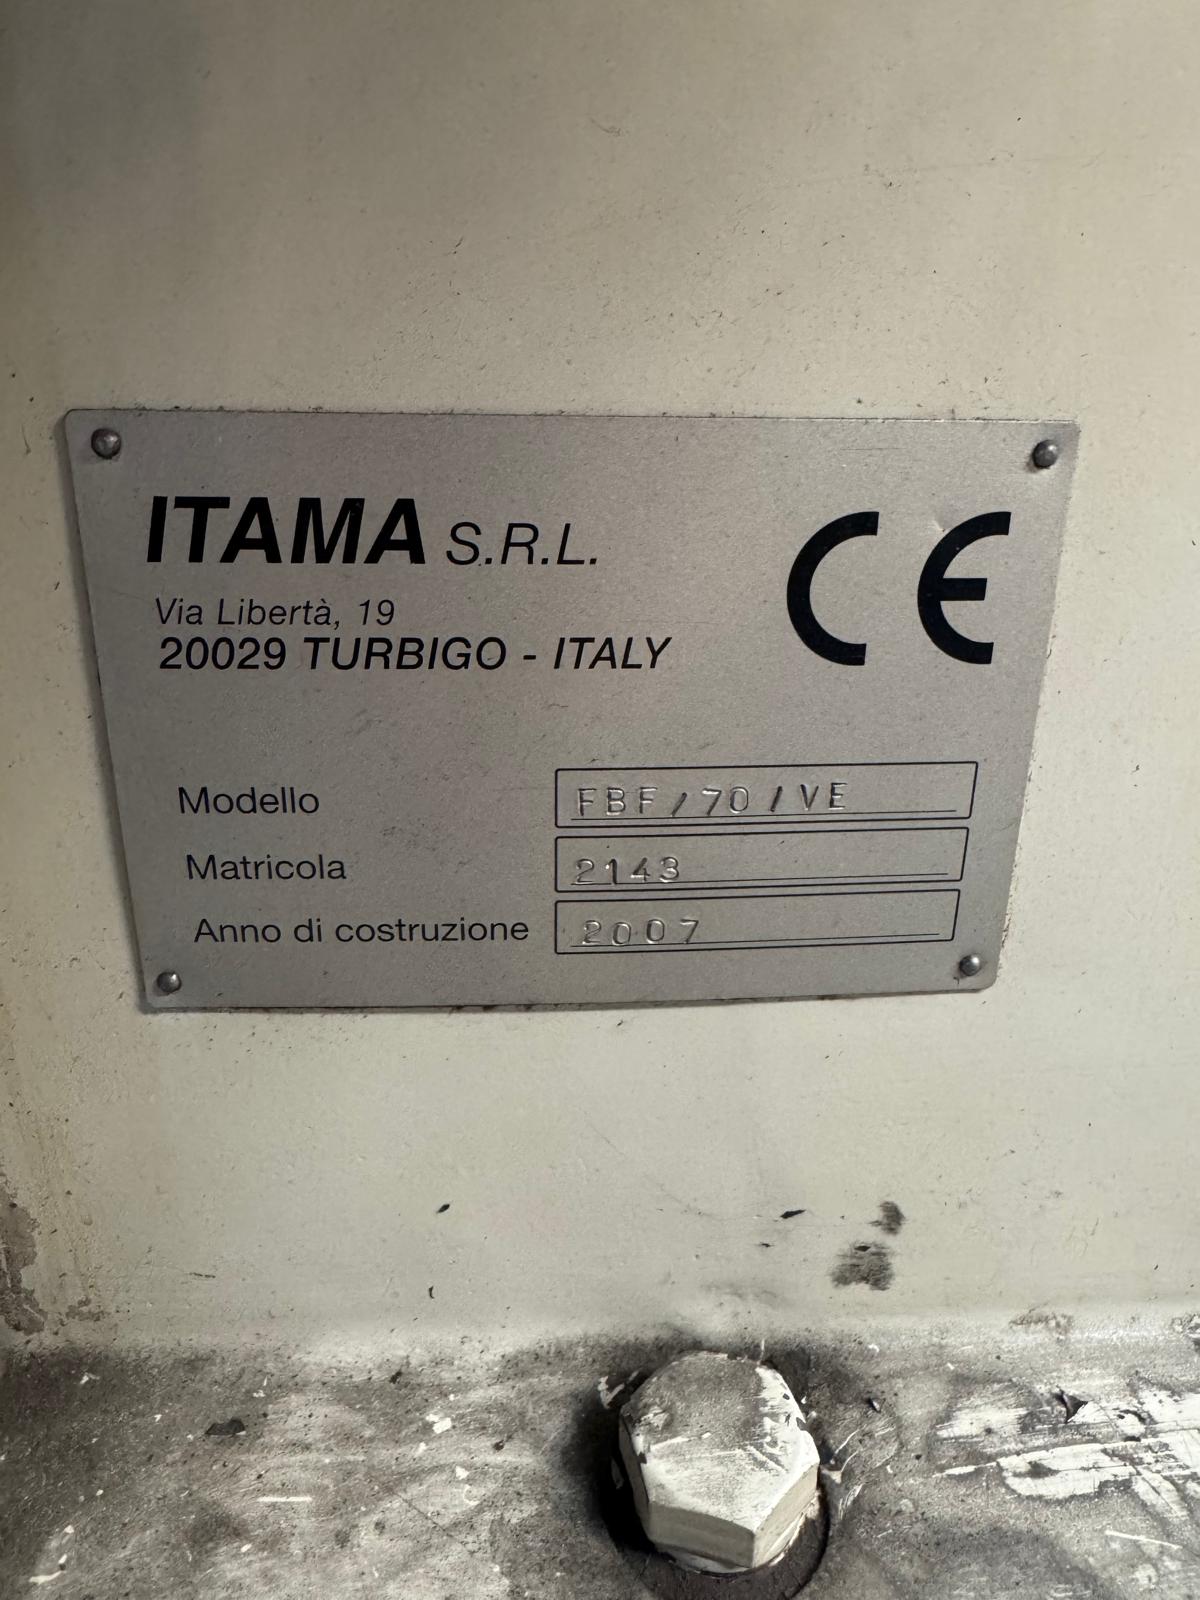 ITAMA S.R.L.
CE
Via Libertà, 19
20029 TURBIGO - ITALY
Modello FBF/70/VE
Matricola 2143
Anno di costruzione 2007